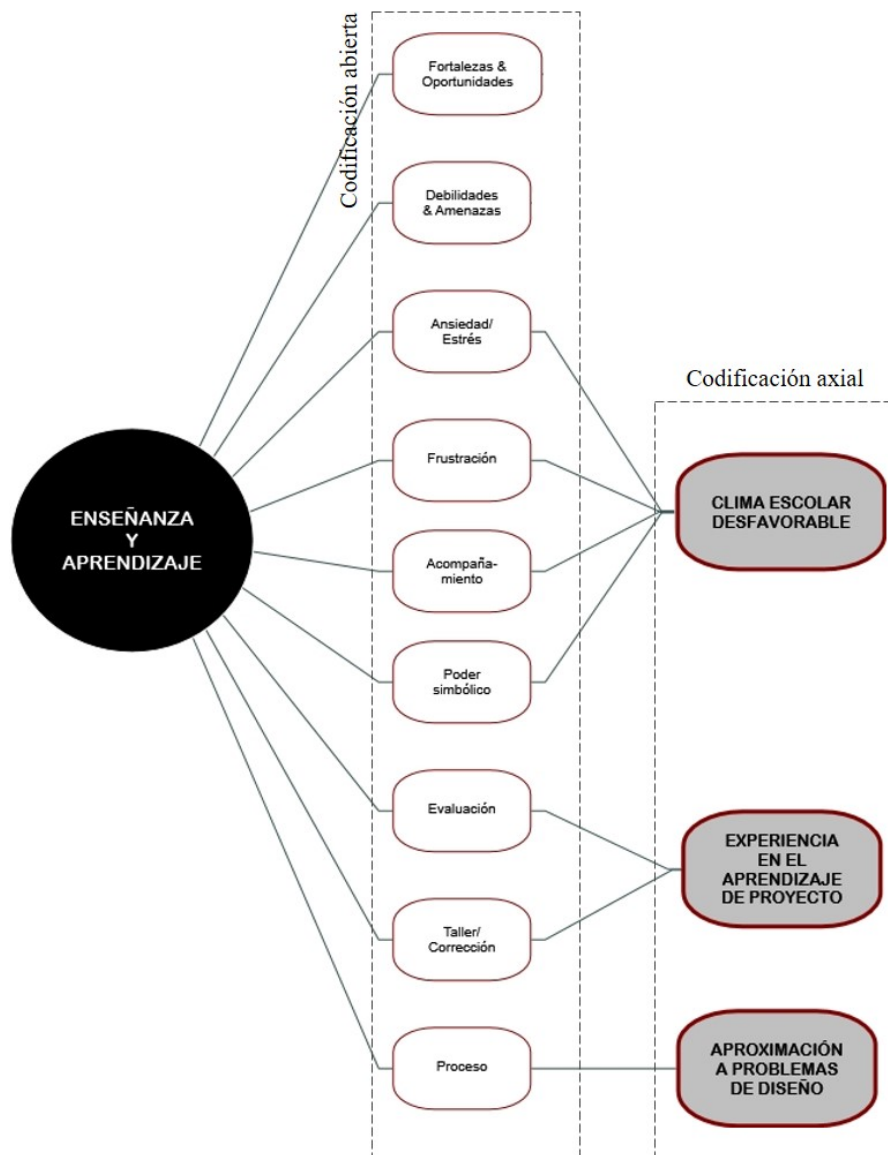 Codificación abierta
Fortalezas &
Oportunidades
Debilidades
& Amenazas
Ansiedad/
Estrés
Codificación axial
Frustración
CLIMA ESCOLAR
DESFAVORABLE
ENSEÑANZA
Y
APRENDIZAJE
Acompaña-
miento
Poder
simbólico
Evaluación
EXPERIENCIA
EN EL
APRENDIZAJE
DE PROYECTO
Taller/
Corrección
Proceso
APROXIMACIÓN
A PROBLEMAS
DE DISEÑO